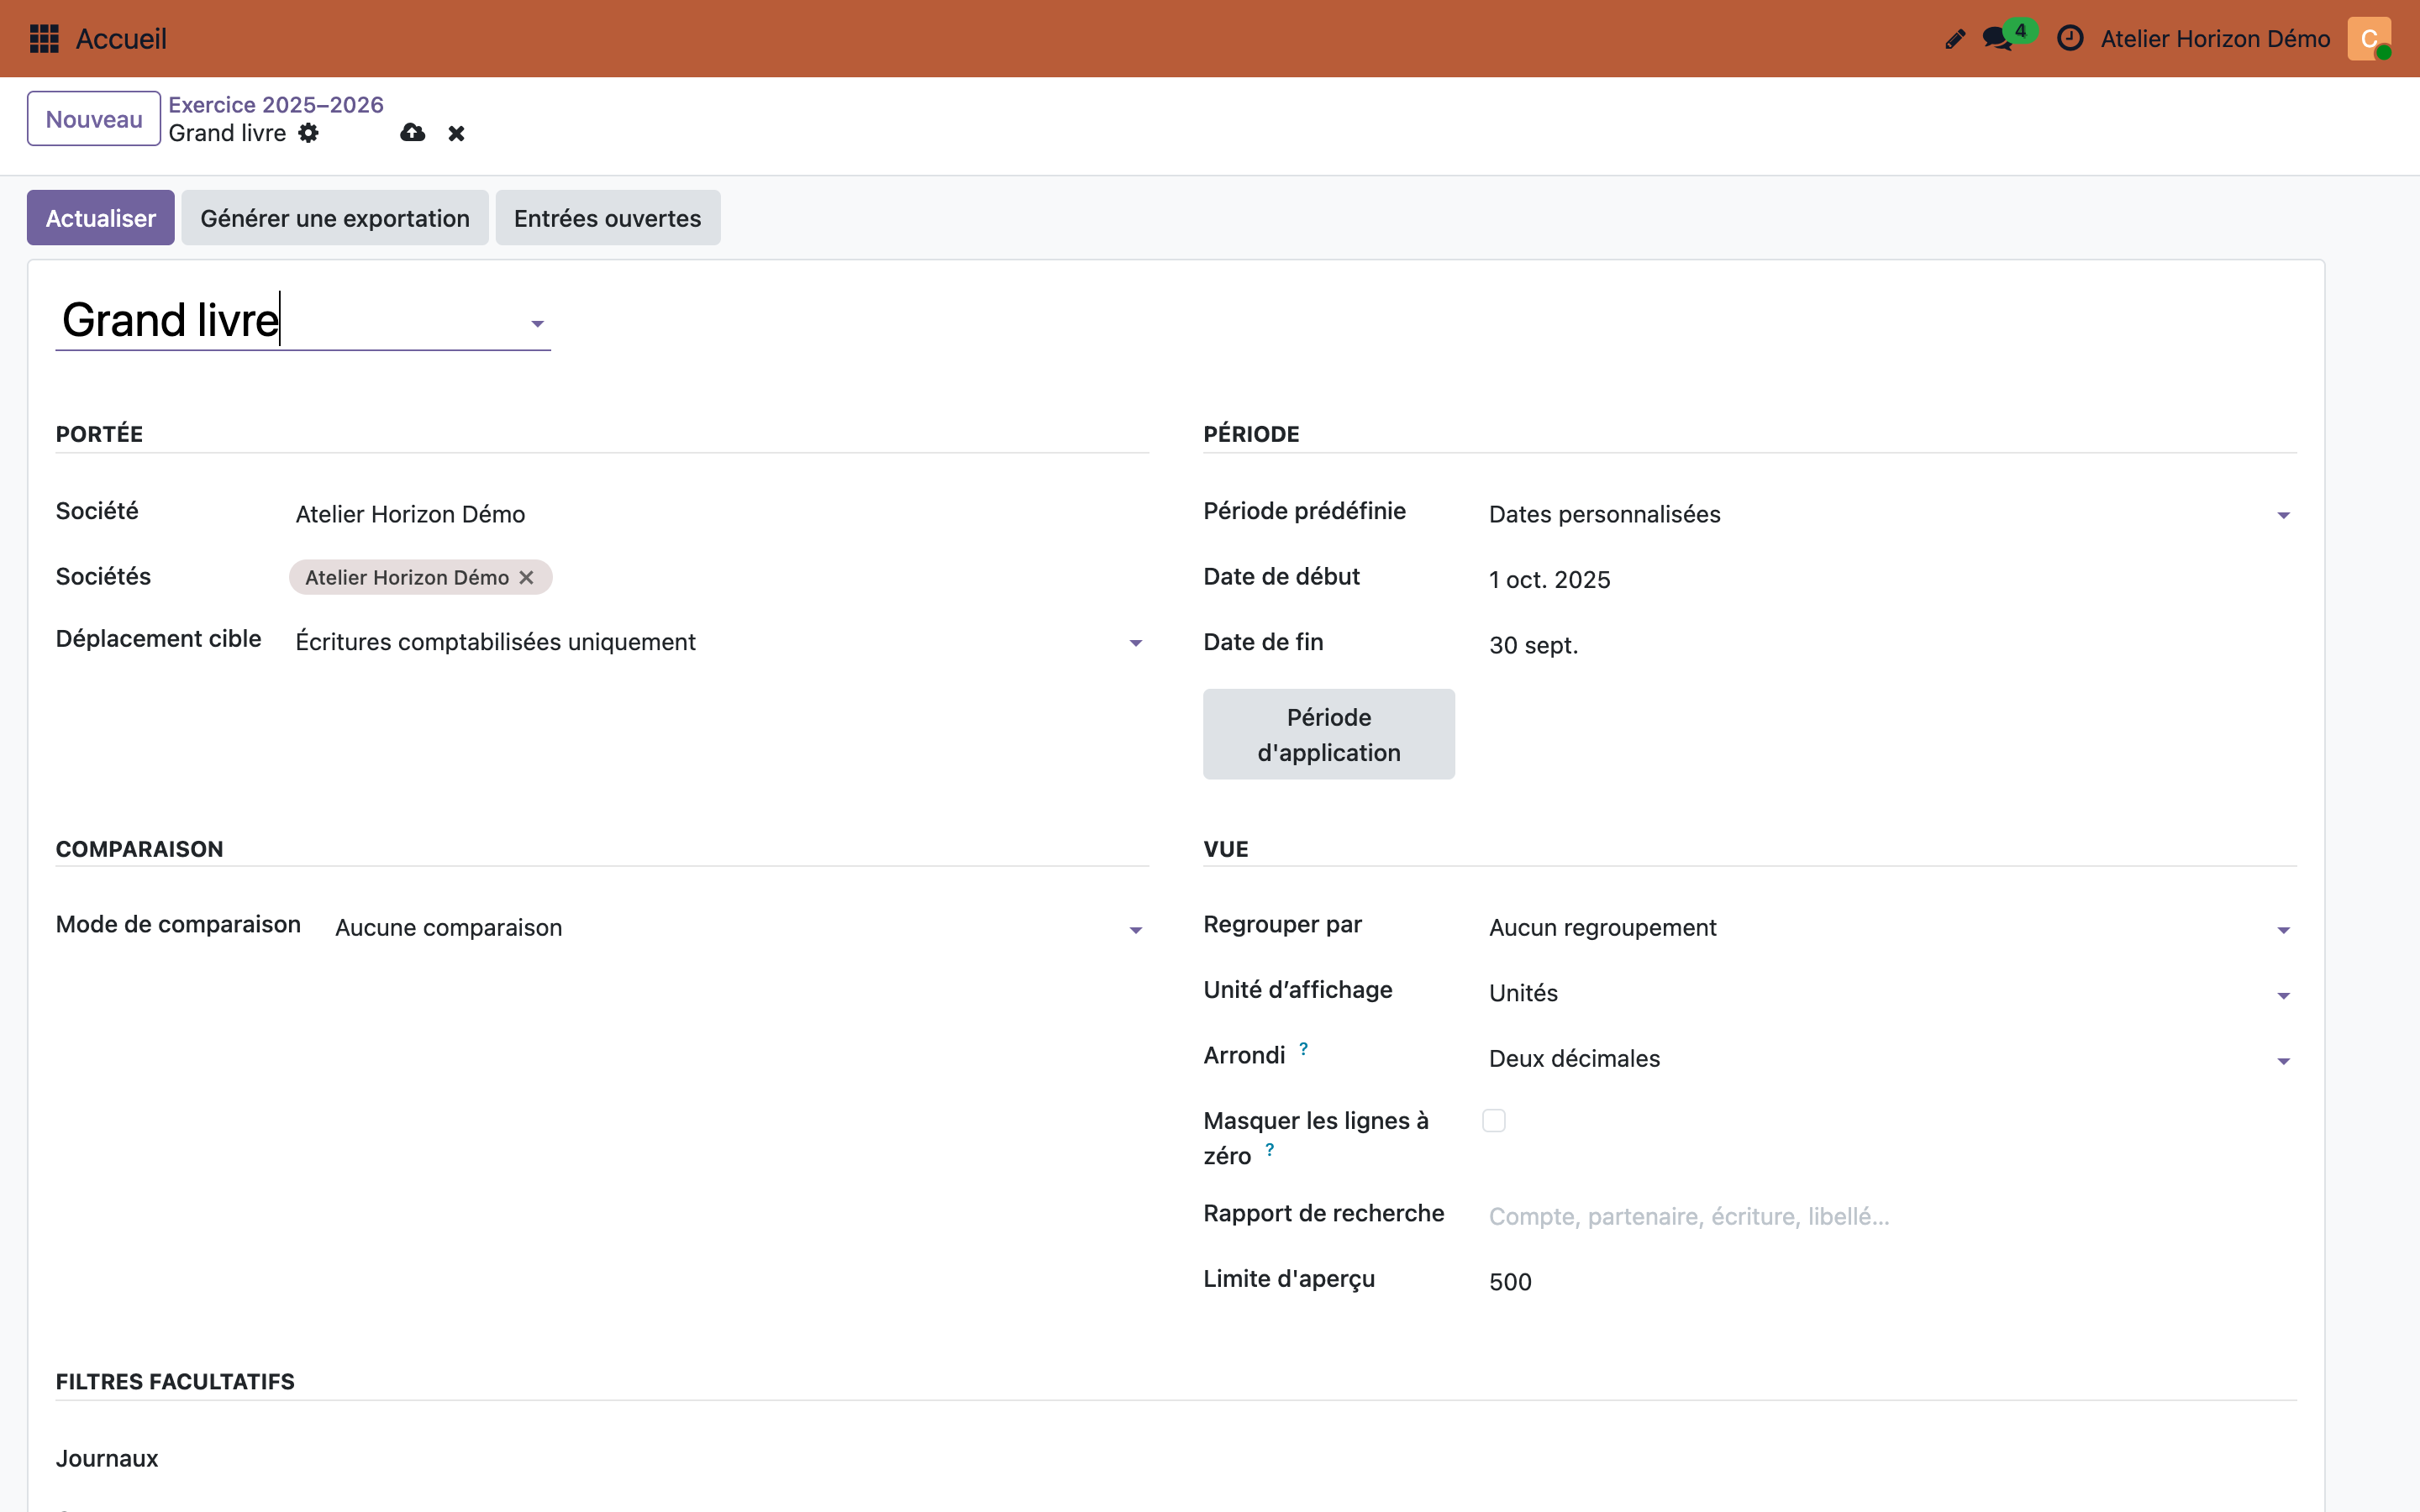 Accueil
4
Atelier Horizon Démo
C
Nouveau
Exercice 2025–2026
Grand livre
Actualiser
Générer une exportation
Entrées ouvertes
Grand livre
PORTÉE
Société
Atelier Horizon Démo
Sociétés
Atelier Horizon Démo
Déplacement cible
Écritures comptabilisées uniquement
PÉRIODE
Période prédéfinie
Dates personnalisées
Date de début
1 oct. 2025
Date de fin
30 sept.
Période
d'application
COMPARAISON
Mode de comparaison
Aucune comparaison
VUE
Regrouper par
Aucun regroupement
Unité d’affichage
Unités
Arrondi ?
Deux décimales
Masquer les lignes à
zéro ?
Rapport de recherche
Compte, partenaire, écriture, libellé...
Limite d'aperçu
500
FILTRES FACULTATIFS
Journaux